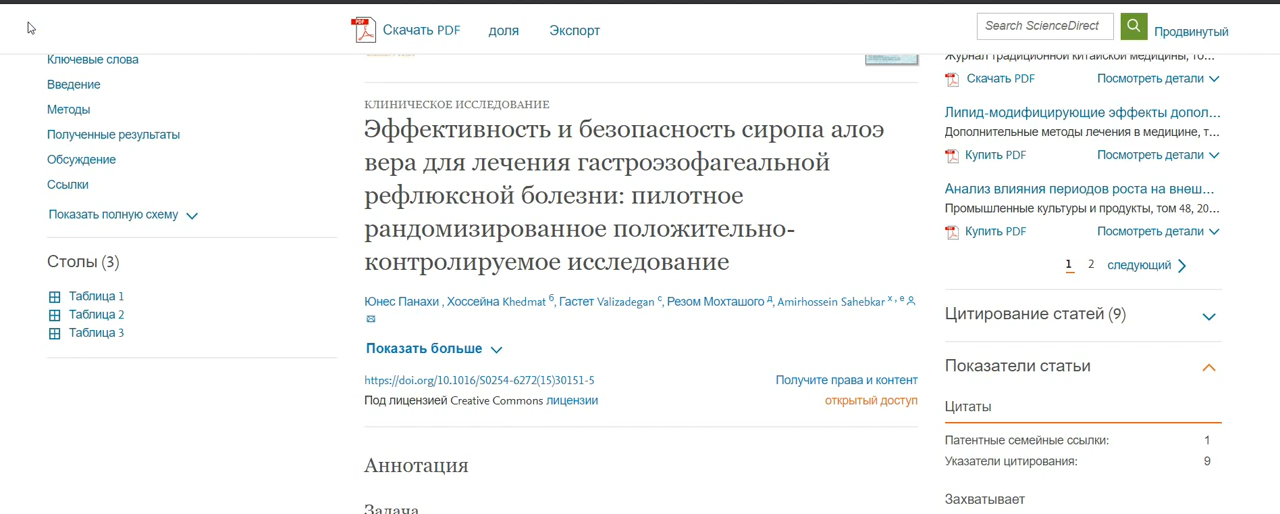 Скачать PDF
доля
Экспорт
Search ScienceDirect
Продвинутый
Ключевые слова
Введение
Методы
Полученные результаты
Обсуждение
Ссылки
Показать полную схему
Столы (3)
Таблица 1
Таблица 2
Таблица 3
КЛИНИЧЕСКОЕ ИССЛЕДОВАНИЕ
Эффективность и безопасность сиропа алоэ
вера для лечения гастроэзофагеальной
рефлюксной болезни: пилотное
рандомизированное положительно-
контролируемое исследование
Юнес Панахи , Хоссейна Khedmat б, Гастет Valizadegan с, Резом Мохташого д, Amirhossein Sahebkar х , е
Показать больше
https://doi.org/10.1016/S0254-6272(15)30151-5
Получите права и контент
Под лицензией Creative Commons лицензии
открытый доступ
Аннотация
Задача
Журнал традиционной китайской медицины, то...
Скачать PDF
Посмотреть детали
Липид-модифицирующие эффекты допол...
Дополнительные методы лечения в медицине, т...
Купить PDF
Посмотреть детали
Анализ влияния периодов роста на внеш...
Промышленные культуры и продукты, том 48, 20...
Купить PDF
Посмотреть детали
1 2 следующий
Цитирование статей (9)
Показатели статьи
Цитаты
Патентные семейные ссылки: 1
Указатели цитирования: 9
Захватывает